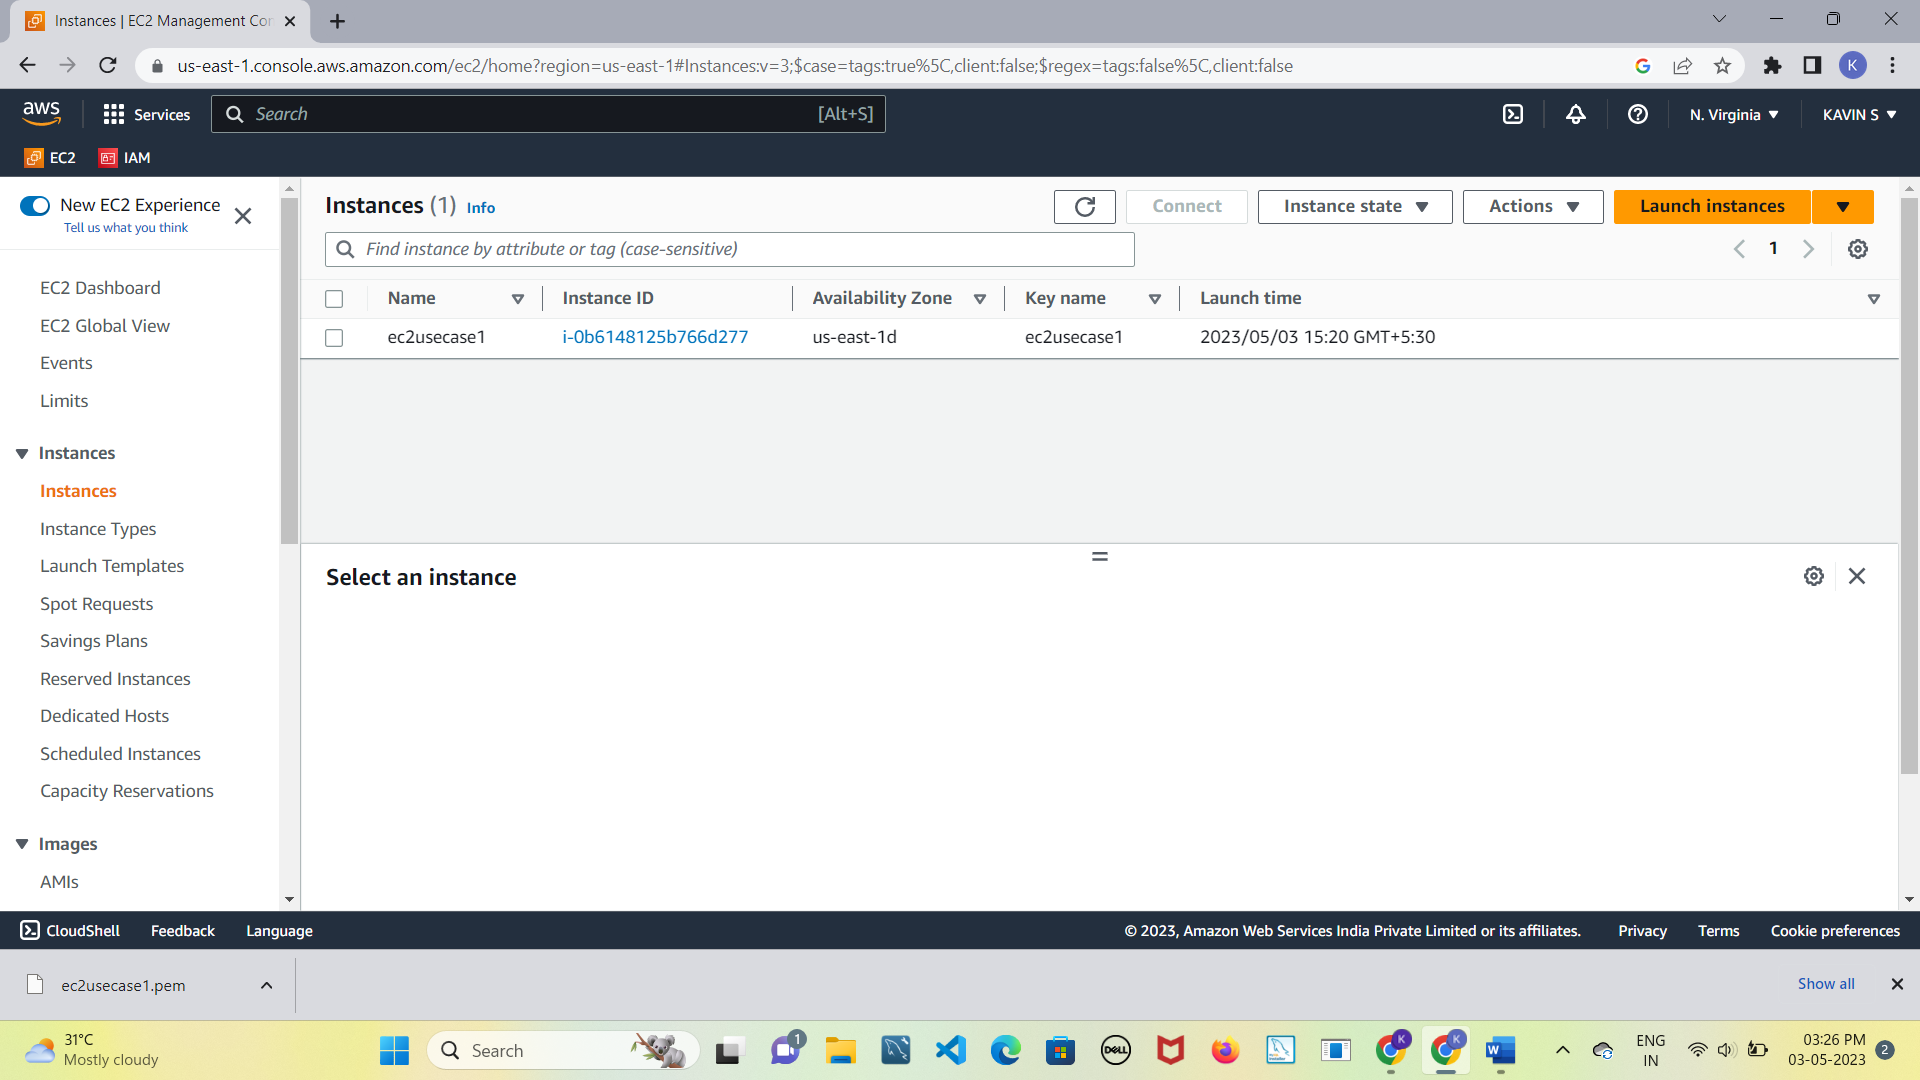 Instances | EC2 Management Con
us-east-1.console.aws.amazon.com/ec2/home?region=us-east-1#Instances:v=3;$case=tags:true%5C,client:false;$regex=tags:false%5C,client:false
K
aws
Services
Search
[Alt+S]
N. Virginia
KAVIN S
EC2
IAM
New EC2 Experience
Tell us what you think
EC2 Dashboard
EC2 Global View
Events
Limits
Instances
Instances
Instance Types
Launch Templates
Spot Requests
Savings Plans
Reserved Instances
Dedicated Hosts
Scheduled Instances
Capacity Reservations
Images
AMIs
Instances (1) Info
Connect
Instance state
Actions
Launch instances
Find instance by attribute or tag (case-sensitive)
1
Name Instance ID Availability Zone Key name Launch time
ec2usecase1 i-0b6148125b766d277 us-east-1d ec2usecase1 2023/05/03 15:20 GMT+5:30
Select an instance
CloudShell Feedback Language
© 2023, Amazon Web Services India Private Limited or its affiliates. Privacy Terms Cookie preferences
ec2usecase1.pem
Show all
31°C
Mostly cloudy
Search
1
DELL
K
K
W
ENG
IN
03:26 PM
03-05-2023
2